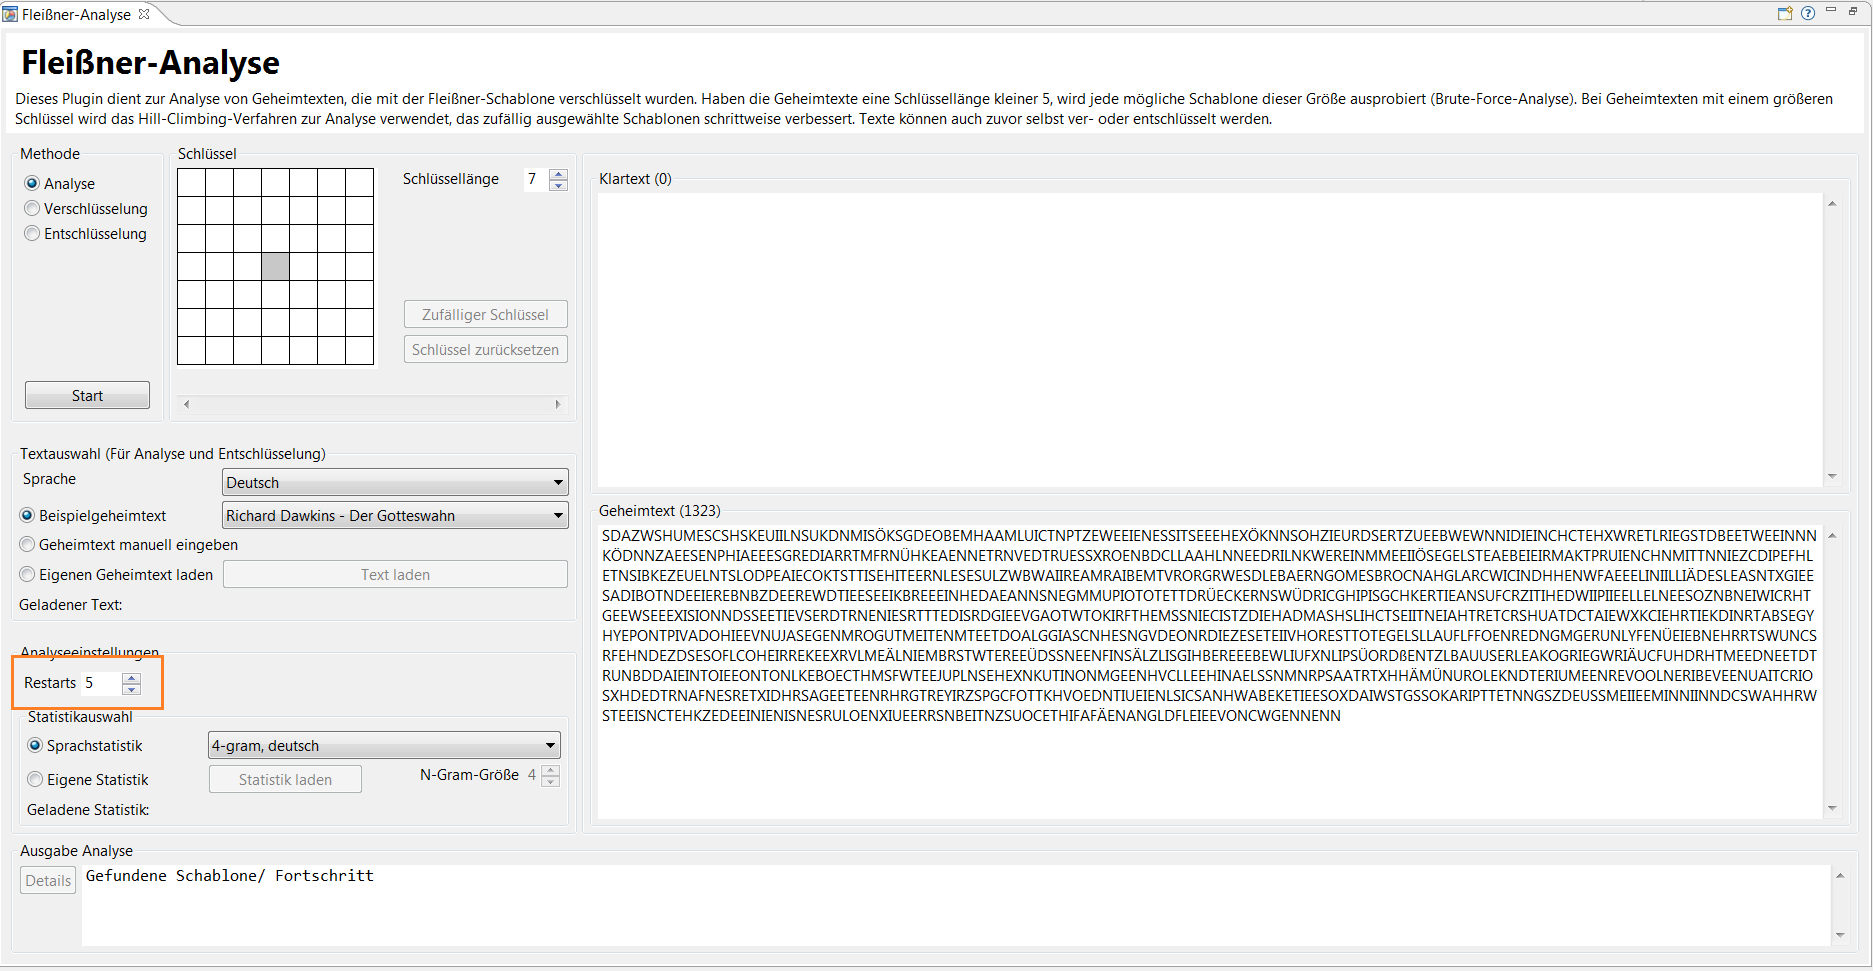 Fleißner-Analyse
Fleißner-Analyse
Dieses Plugin dient zur Analyse von Geheimtexten, die mit der Fleißner-Schablone verschlüsselt wurden. Haben die Geheimtexte eine Schlüssellänge kleiner 5, wird jede mögliche Schablone dieser Größe ausprobiert (Brute-Force-Analyse). Bei Geheimtexten mit einem größeren
Schlüssel wird das Hill-Climbing-Verfahren zur Analyse verwendet, das zufällig ausgewählte Schablonen schrittweise verbessert. Texte können auch zuvor selbst ver- oder entschlüsselt werden.
Methode
Analyse
Verschlüsselung
Entschlüsselung
Start
Schlüssel
Schlüssellänge 7
Zufälliger Schlüssel
Schlüssel zurücksetzen
Textauswahl (Für Analyse und Entschlüsselung)
Sprache Deutsch
Beispielgeheimtext Richard Dawkins - Der Gotteswahn
Geheimtext manuell eingeben
Eigenen Geheimtext laden Text laden
Geladener Text:
Analyseeinstellungen
Restarts 5
Statistikauswahl
Sprachstatistik 4-gram, deutsch
Eigene Statistik Statistik laden N-Gram-Größe 4
Geladene Statistik:
Klartext (0)
Geheimtext (1323)
SDAZWSHUMESCSHSKEUIILNSUKDNMISÖKSGDEOBEMHAAMLUICTNPTZEWEEIENESSITSEEEHEXÖKNNSOHZIEURDSERTZUEEBWEWNNIDIEINCHCTEHXWRETLRIEGSTDBEETWEEINNN
KÖDNNZAEESENPHIAEEESGREDIARRTMFRNÜHKEAENNETRNVEDTRUESSXROENBDCLLAAHLNNEEDRILNKWEREINMMEEIIÖSEGELSTEAEBEIEIRMAKTPRUIENCHNMITTNNIEZCDIPEFHL
ETNSIBKEZEUELNTSLODPEAIECOKTSTTISEHITEERNLESESULZWBWAIIREAMRAIBEMTVRORGRWESDLEBAERNGOMESBROCNAHGLARCWICINDHHENWFAEEELINIILLIÄDESLEASNTXGIEE
SADIBOTNDEEIEREBNBZDEEREWDTIEESEEIKBREEEINHEDAEANNSNEGMMUPIOTOTETTDRÜECKERNSWÜDRICGHIPISGCHKERTIEANSUFCRZITIHEDWIIPIIEELLELNEESOZNBNEIWICRHT
GEEWSEEEXISIONNDSSEETIEVSERDTRNENIESRTTTEDISRDGIEEVGAOTWTOKIRFTHEMSSNIECISTZDIEHADMASHSLIHCTSEIITNEIAHTRETCRSHUATDCTAIEWXKCIEHRTIEKDINRTABSEGY
HYEPONTPIVADOHIEEVNUJASEGENMROGUTMEITENMTEETDOALGGIASCNHESNGVDEONRDIEZESETEIIVHORESTTOTEGELSLLAUFLFFOENREDNGMGERUNLYFENÜEIEBNEHRRTSWUNCS
RFEHNDEZDSESOFLCOHEIRREKEEXRVLMEÄLNIEMBRSTWTEREEÜDSSNEENFINSÄLZLISGIHBEREEEBEWLIUFXNLIPSÜORDßENTZLBAUUSERLEAKOGRIEGWRIÄUCFUHDRHTMEEDNEETDT
RUNBDDAIEINTOIEEONTONLKEBOECTHMSFWTEEJUPLNSEHEXNKUTINONMGEENHVCLLEEHINAELSSNMNRPSAATRTXHHÄMÜNUROLEKNDTERIUMEENREVOOLNERIBEVEENUAITCRIO
SXHDEDTRNAFNESRETXIDHRSAGEETEENRHRGTREYIRZSPGCFOTTKHVOEDNTIUEIENLSICSANHWABEKETIEESOXDAIWSTGSSOKARIPTTETNNGSZDEUSSMEIIEEMINNIINNDCSWAHHRW
STEEISNCTEHKZEDEEINIENISNESRULOENXIUEERRSNBEITNZSUOCETHIFAFÄENANGLDFLEIEEVONCWGENNENN
Ausgabe Analyse
Details
Gefundene Schablone/ Fortschritt